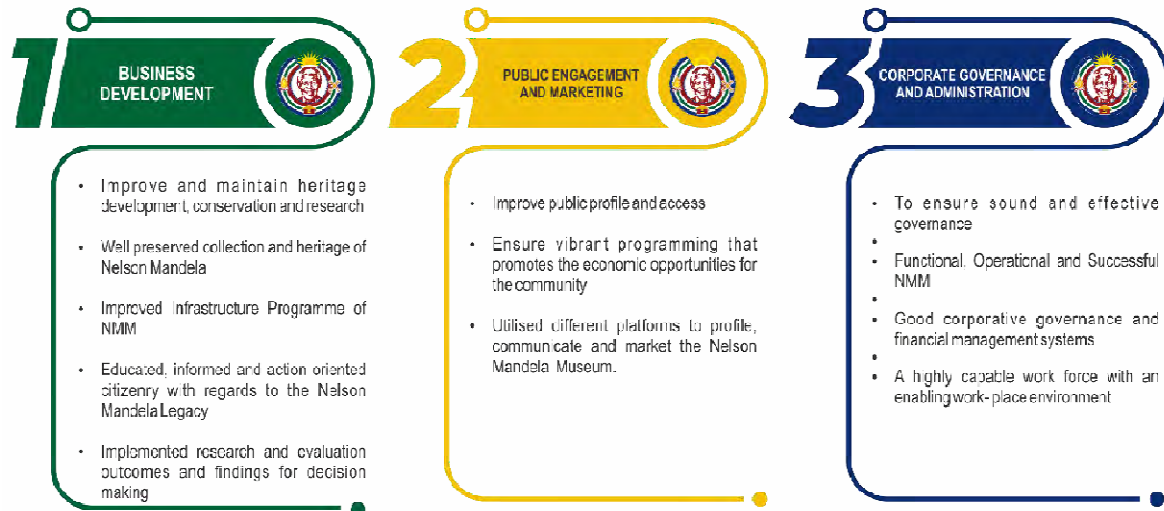 1
BUSINESS
DEVELOPMENT
• Improve and maintain heritage
development, conservation and research
• Well preserved collection and heritage of
Nelson Mandela
• Improved Infrastructure Programme of
NMM
• Educated, informed and action oriented
citizenry with regards to the Nelson
Mandela Legacy
• Implemented research and evaluation
outcomes and findings for decision
making
2
PUBLIC ENGAGEMENT
AND MARKETING
• Improve public profile and access
• Ensure vibrant programming that
promotes the economic opportunities for
the community
• Utilised different platforms to profile,
communicate and market the Nelson
Mandela Museum.
3
CORPORATE GOVERNANCE
AND ADMINISTRATION
• To ensure sound and effective
governance
•
• Functional, Operational and Successful
NMM
•
• Good corporative governance and
financial management systems
•
• A highly capable work force with an
enabling work- place environment